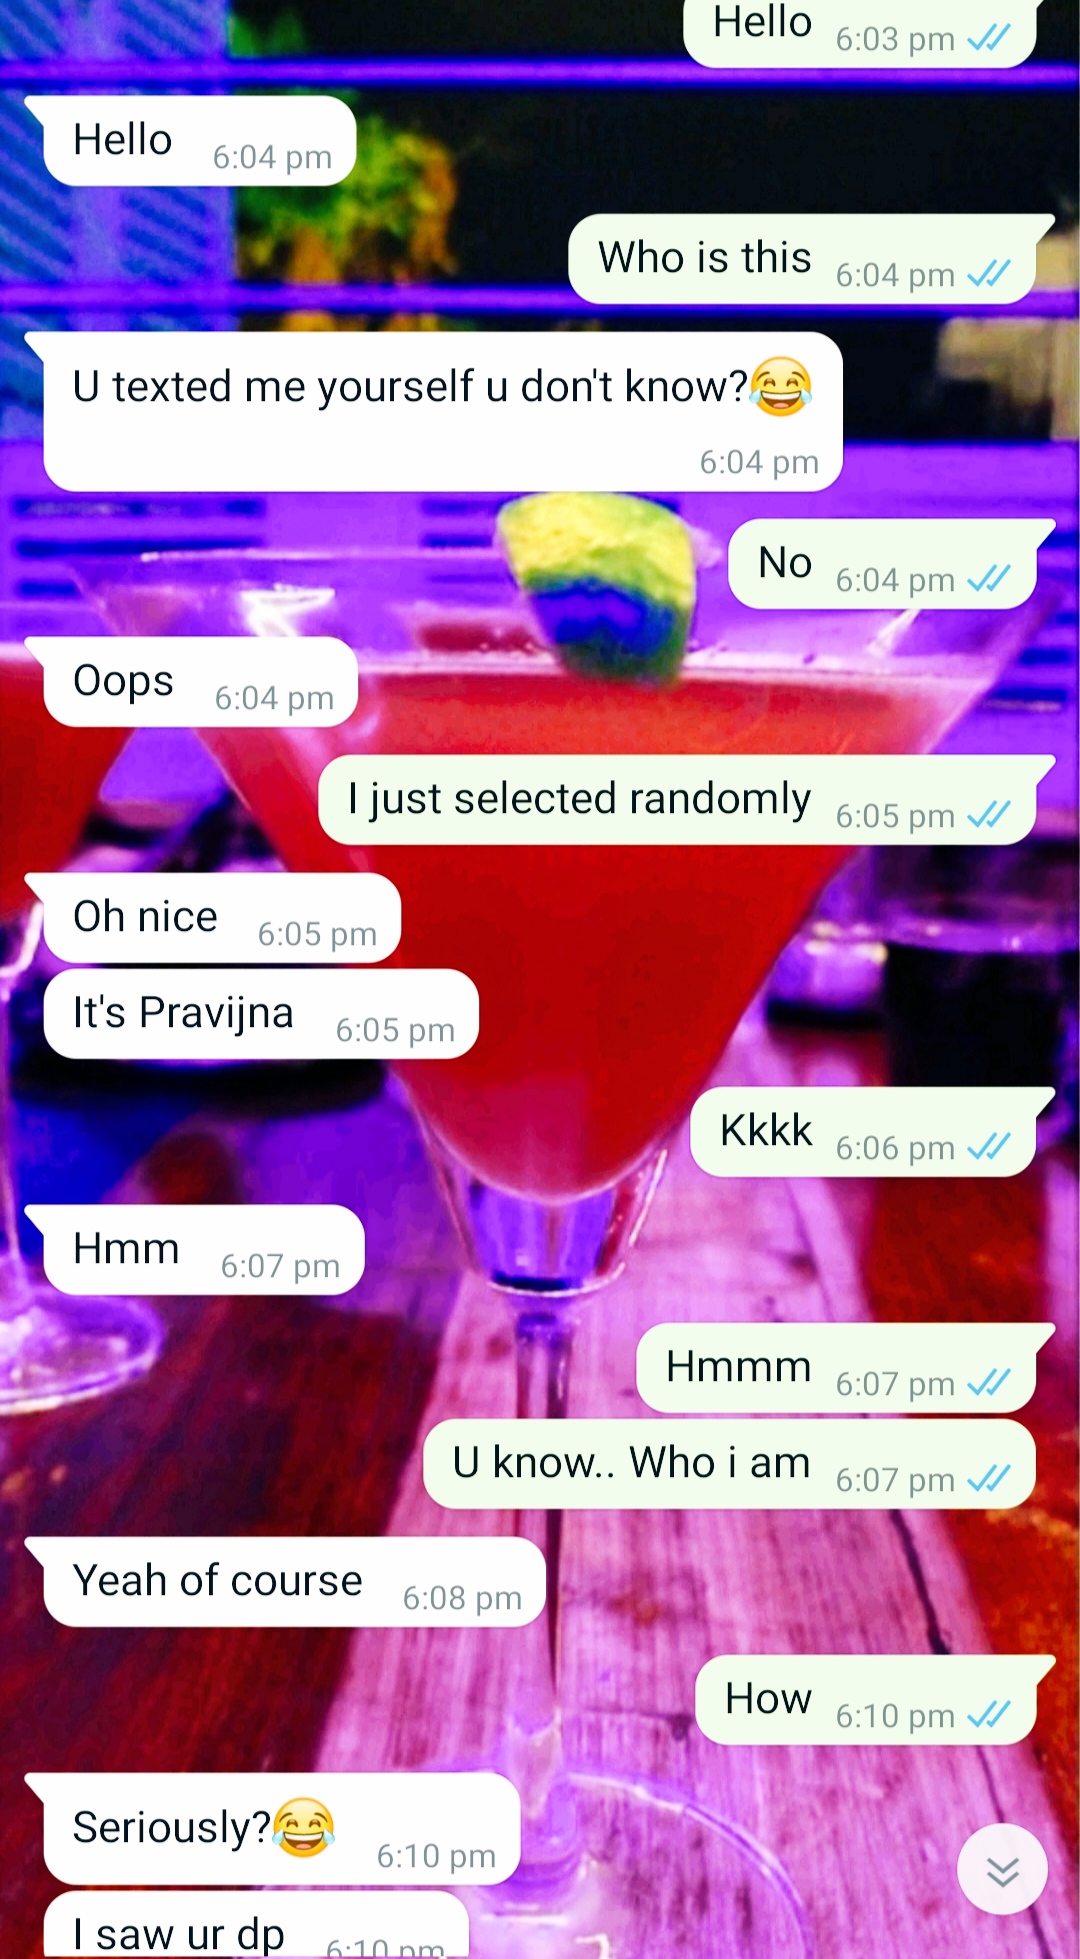 Hello 6:03 pm
Hello 6:04 pm
Who is this 6:04 pm
U texted me yourself u don't know?😂
6:04 pm
No 6:04 pm
Oops 6:04 pm
I just selected randomly 6:05 pm
Oh nice 6:05 pm
It's Pravijna 6:05 pm
Kkkk 6:06 pm
Hmm 6:07 pm
Hmmm 6:07 pm
U know.. Who i am 6:07 pm
Yeah of course 6:08 pm
How 6:10 pm
Seriously?😂 6:10 pm
I saw ur dp 6:10 pm